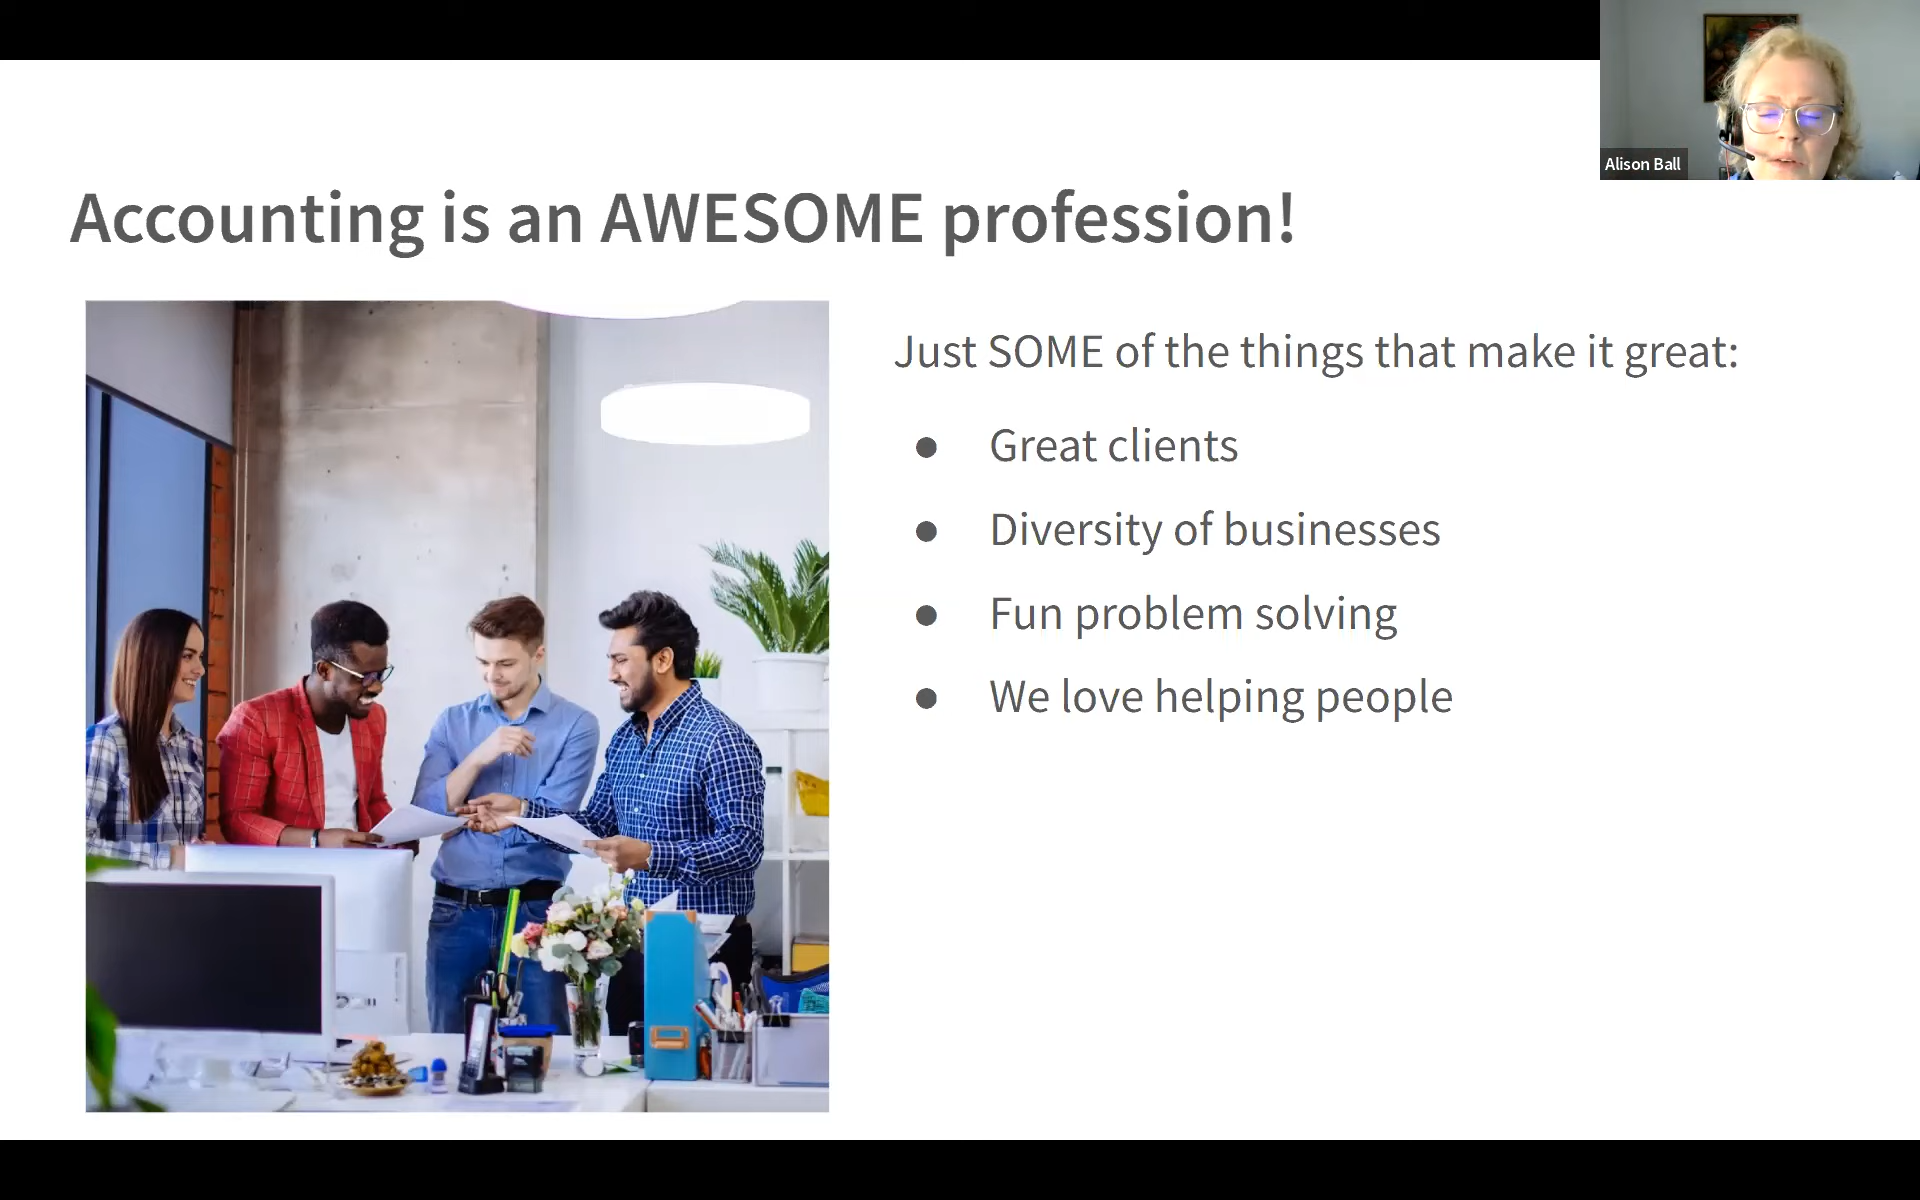 Alison Ball
Accounting is an AWESOME profession!
Just SOME of the things that make it great:
● Great clients
● Diversity of businesses
● Fun problem solving
● We love helping people